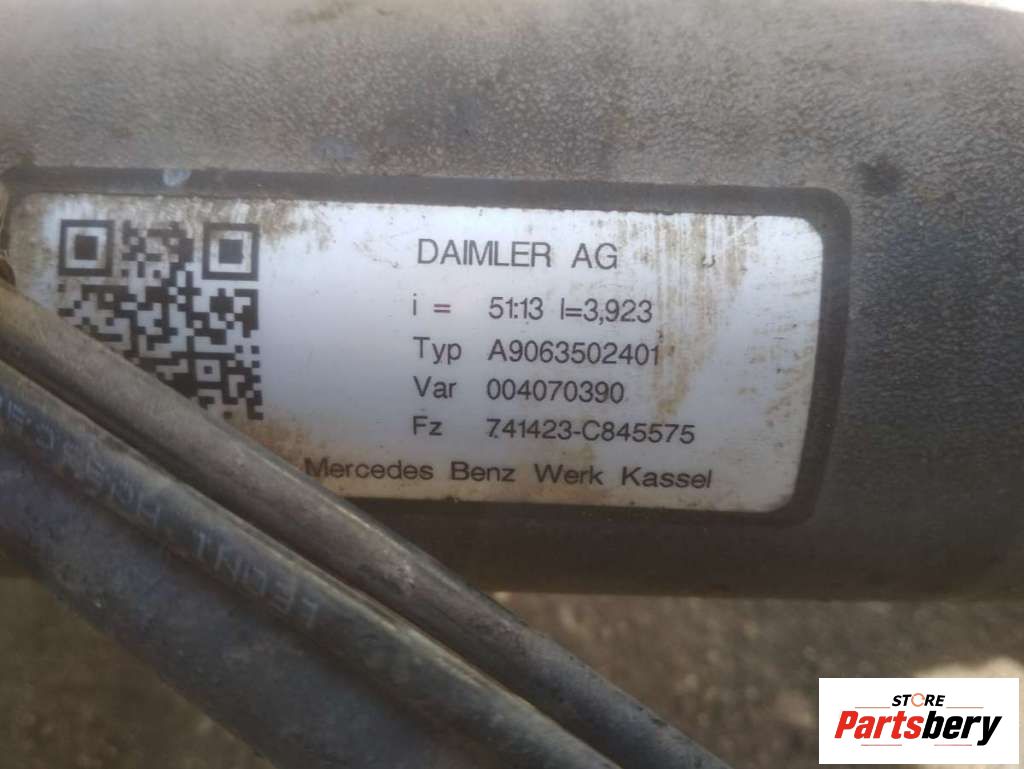 DAIMLER AG
i = 51:13 I=3,923
Typ A9063502401
Var 004070390
Fz 741423-C845575
Mercedes Benz Werk Kassel
STORE
Partsbery